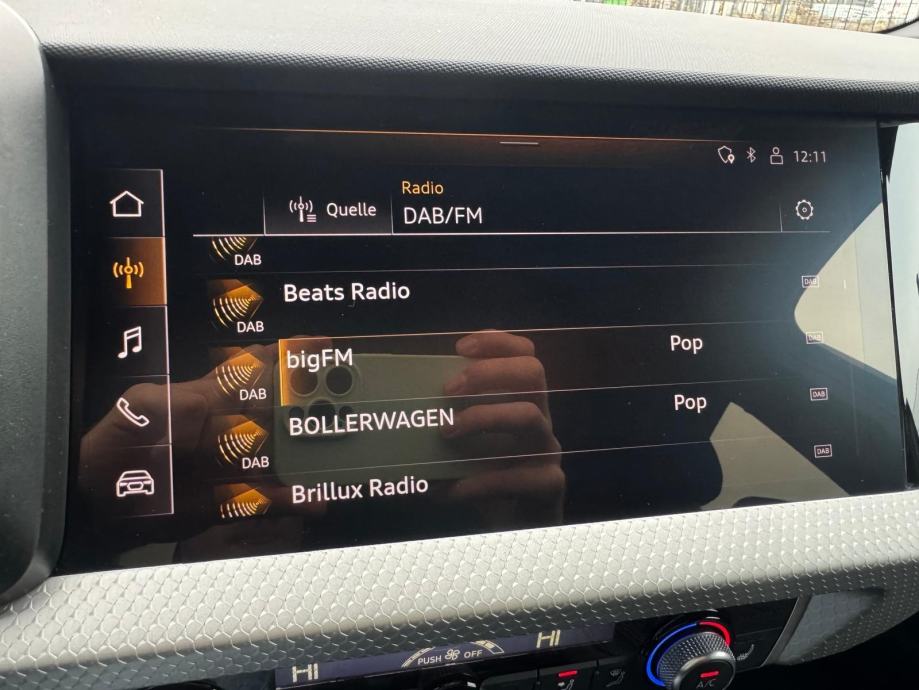 12:11
Quelle
Radio
DAB/FM
DAB
Beats Radio
DAB
DAB
bigFM
Pop
DAB
DAB
BOLLERWAGEN
Pop
DAB
DAB
Brillux Radio
DAB
HI
PUSH OFF
HI
A/C